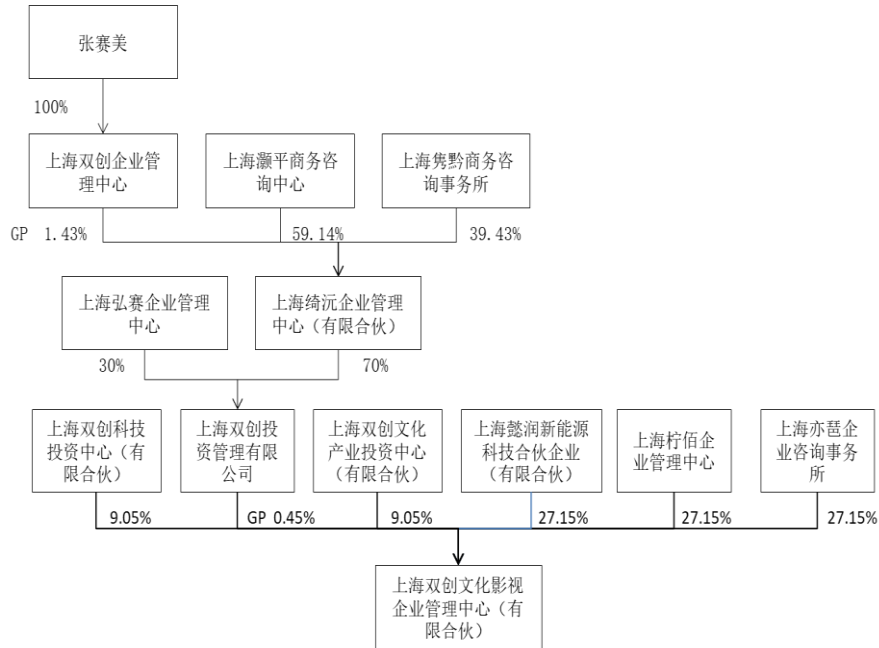 张赛美
100%
上海双创企业管
理中心
上海灏平商务咨
询中心
上海隽黔商务咨
询事务所
GP 1.43%
59.14%
39.43%
上海弘赛企业管理
中心
上海绮沅企业管理
中心（有限合伙）
30%
70%
上海双创科技
投资中心（有
限合伙）
上海双创投
资管理有限
公司
上海双创文化
产业投资中心
（有限合伙）
上海懿润新能源
科技合伙企业
（有限合伙）
上海柠佰企
业管理中心
上海亦琶企
业咨询事务
所
9.05%
GP 0.45%
9.05%
27.15%
27.15%
27.15%
上海双创文化影视
企业管理中心（有
限合伙）